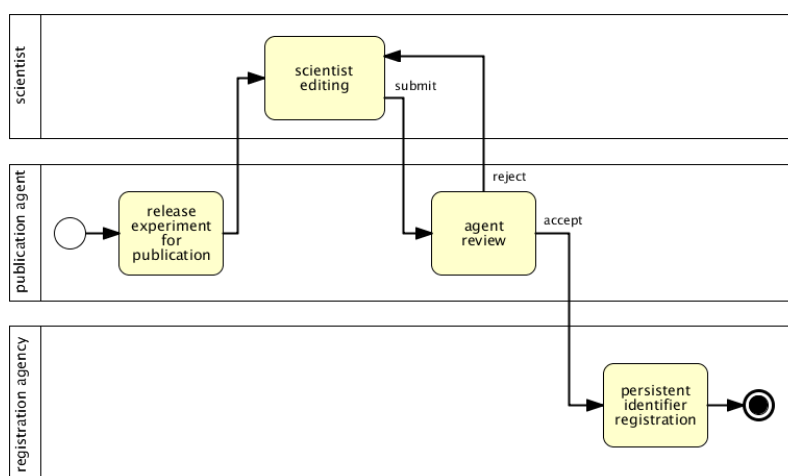 scientist
scientist
editing
submit
reject
publication agent
release
experiment
for
publication
agent
review
accept
registration agency
persistent
identifier
registration